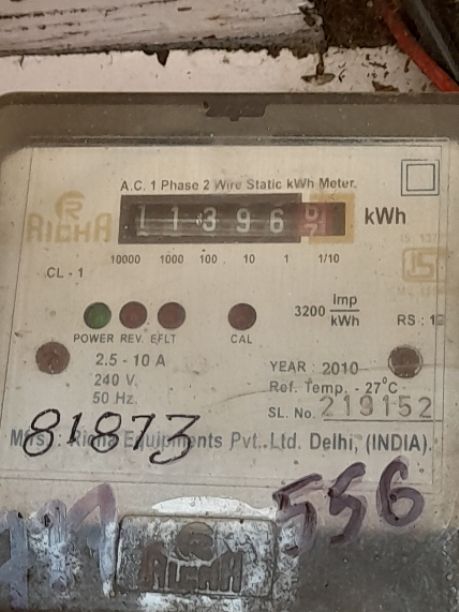 A.C. 1 Phase 2 Wire Static kWh Meter.
RICHA
11396 kWh
10000 1000 100 10 1 1/10
CL - 1
3200 imp/kWh
RS :
POWER REV. EFLT CAL
2.5 - 10 A
240 V.
50 Hz.
YEAR : 2010
Ref. Temp. - 27°C
SL. No. 219152
81873
Richa Equipments Pvt. Ltd. Delhi, (INDIA).
556
RICHA